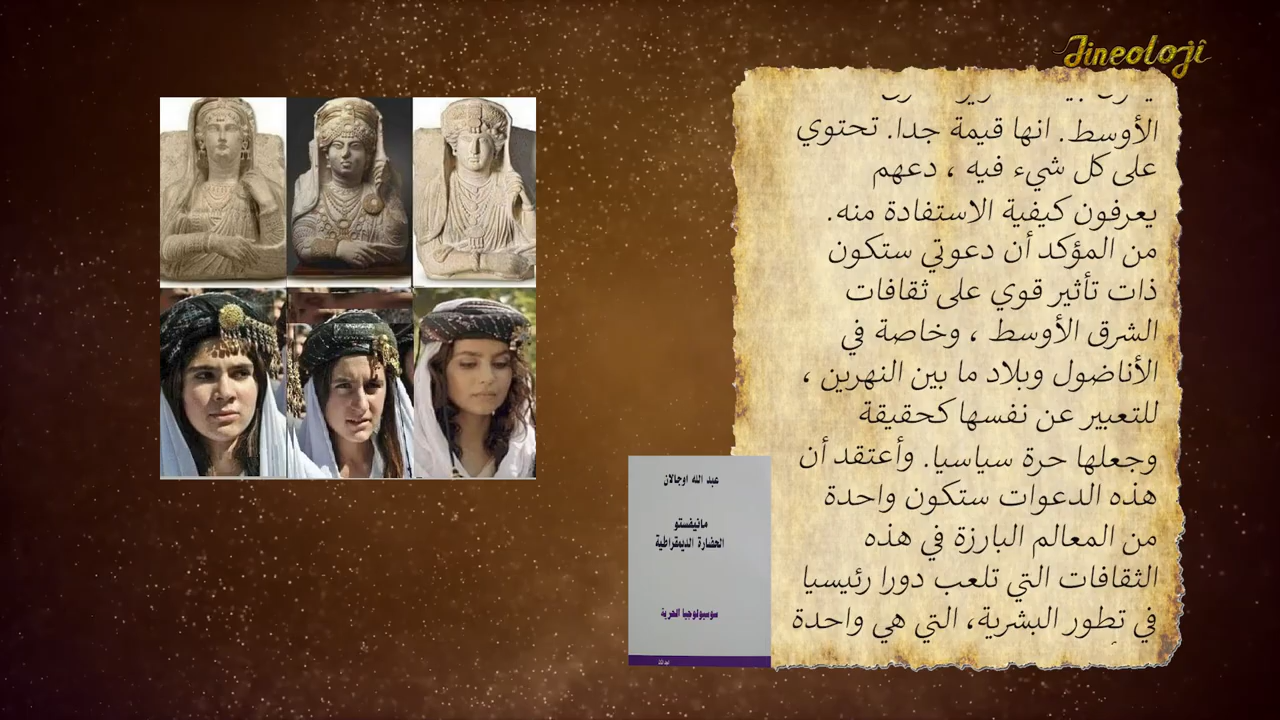 Jineolojî
الأوسط. انها قيمة جدا. تحتوي
على كل شيء فيه ، دعهم
يعرفون كيفية الاستفادة منه.
من المؤكد أن دعوتي ستكون
ذات تأثير قوي على ثقافات
الشرق الأوسط ، وخاصة في
الأناضول وبلاد ما بين النهرين ،
للتعبير عن نفسها كحقيقة
وجعلها حرة سياسيا. وأعتقد أن
هذه الدعوات ستكون واحدة
من المعالم البارزة في هذه
الثقافات التي تلعب دورا رئيسيا
في تطور البشرية، التي هي واحدة
عبد الله اوجالان
مانيفستو
الحضارة الديمقراطية
سوسيولوجيا الحرية